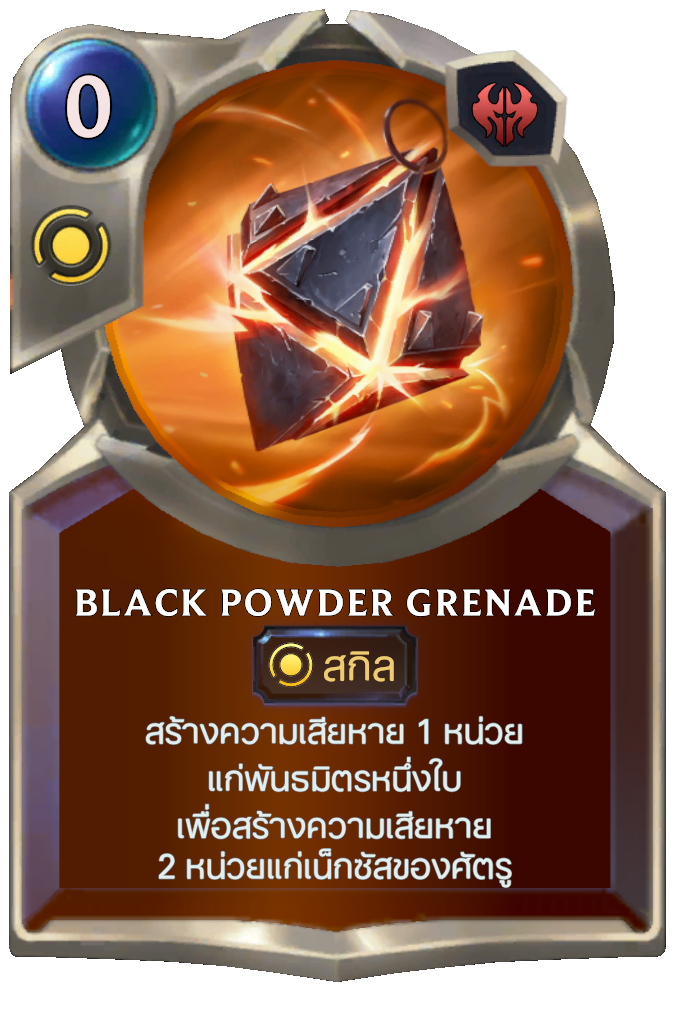 0
BLACK POWDER GRENADE
สกิล
สร้างความเสียหาย 1 หน่วย
แก่พันธมิตรหนึ่งใบ
เพื่อสร้างความเสียหาย
2 หน่วยแก่เน็กซัสของศัตรู